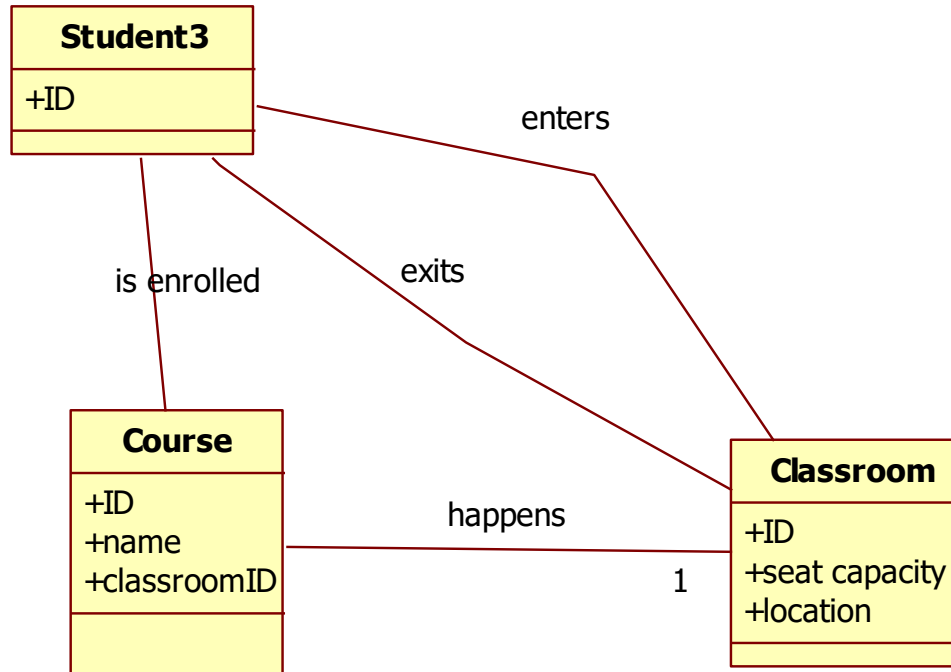 Student3
+ID
enters
exits
is enrolled
Course
+ID
+name
+classroomID
happens
1
Classroom
+ID
+seat capacity
+location